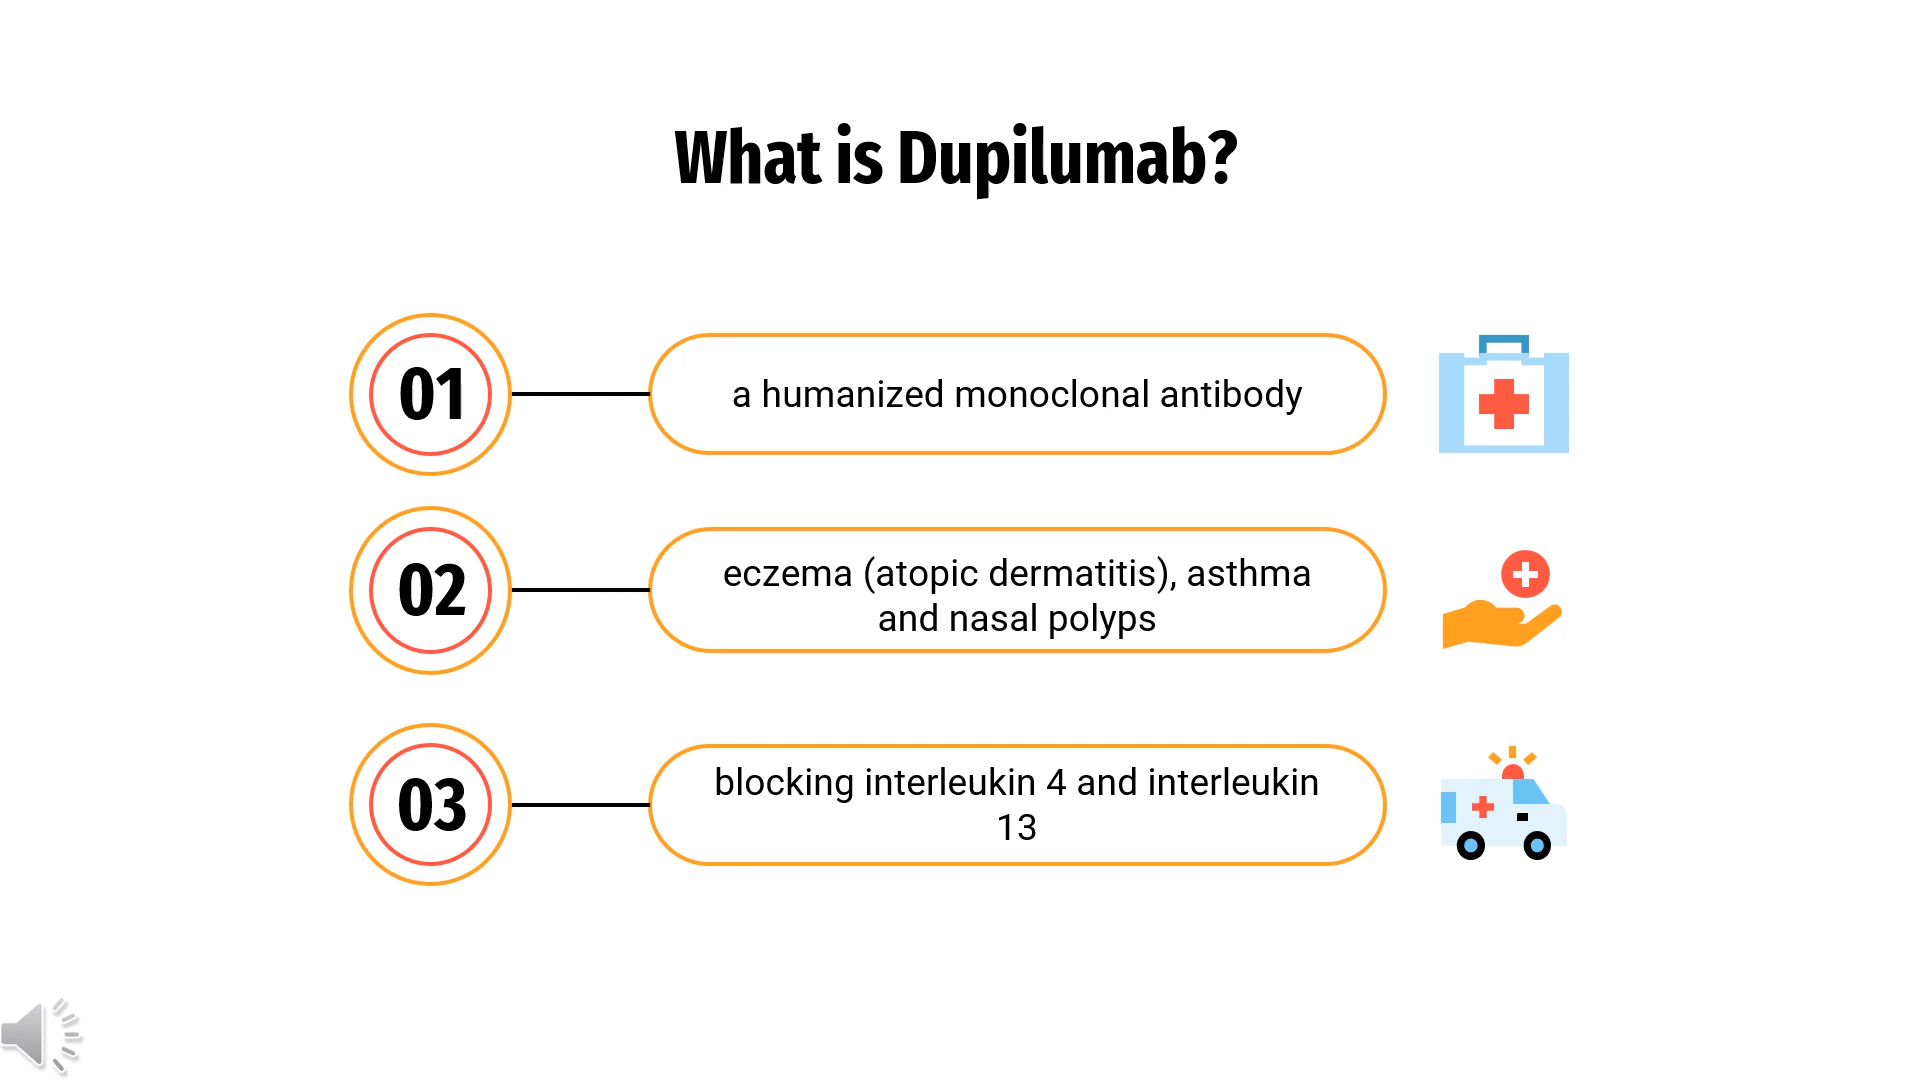 What is Dupilumab?
01
a humanized monoclonal antibody
02
eczema (atopic dermatitis), asthma
and nasal polyps
03
blocking interleukin 4 and interleukin
13